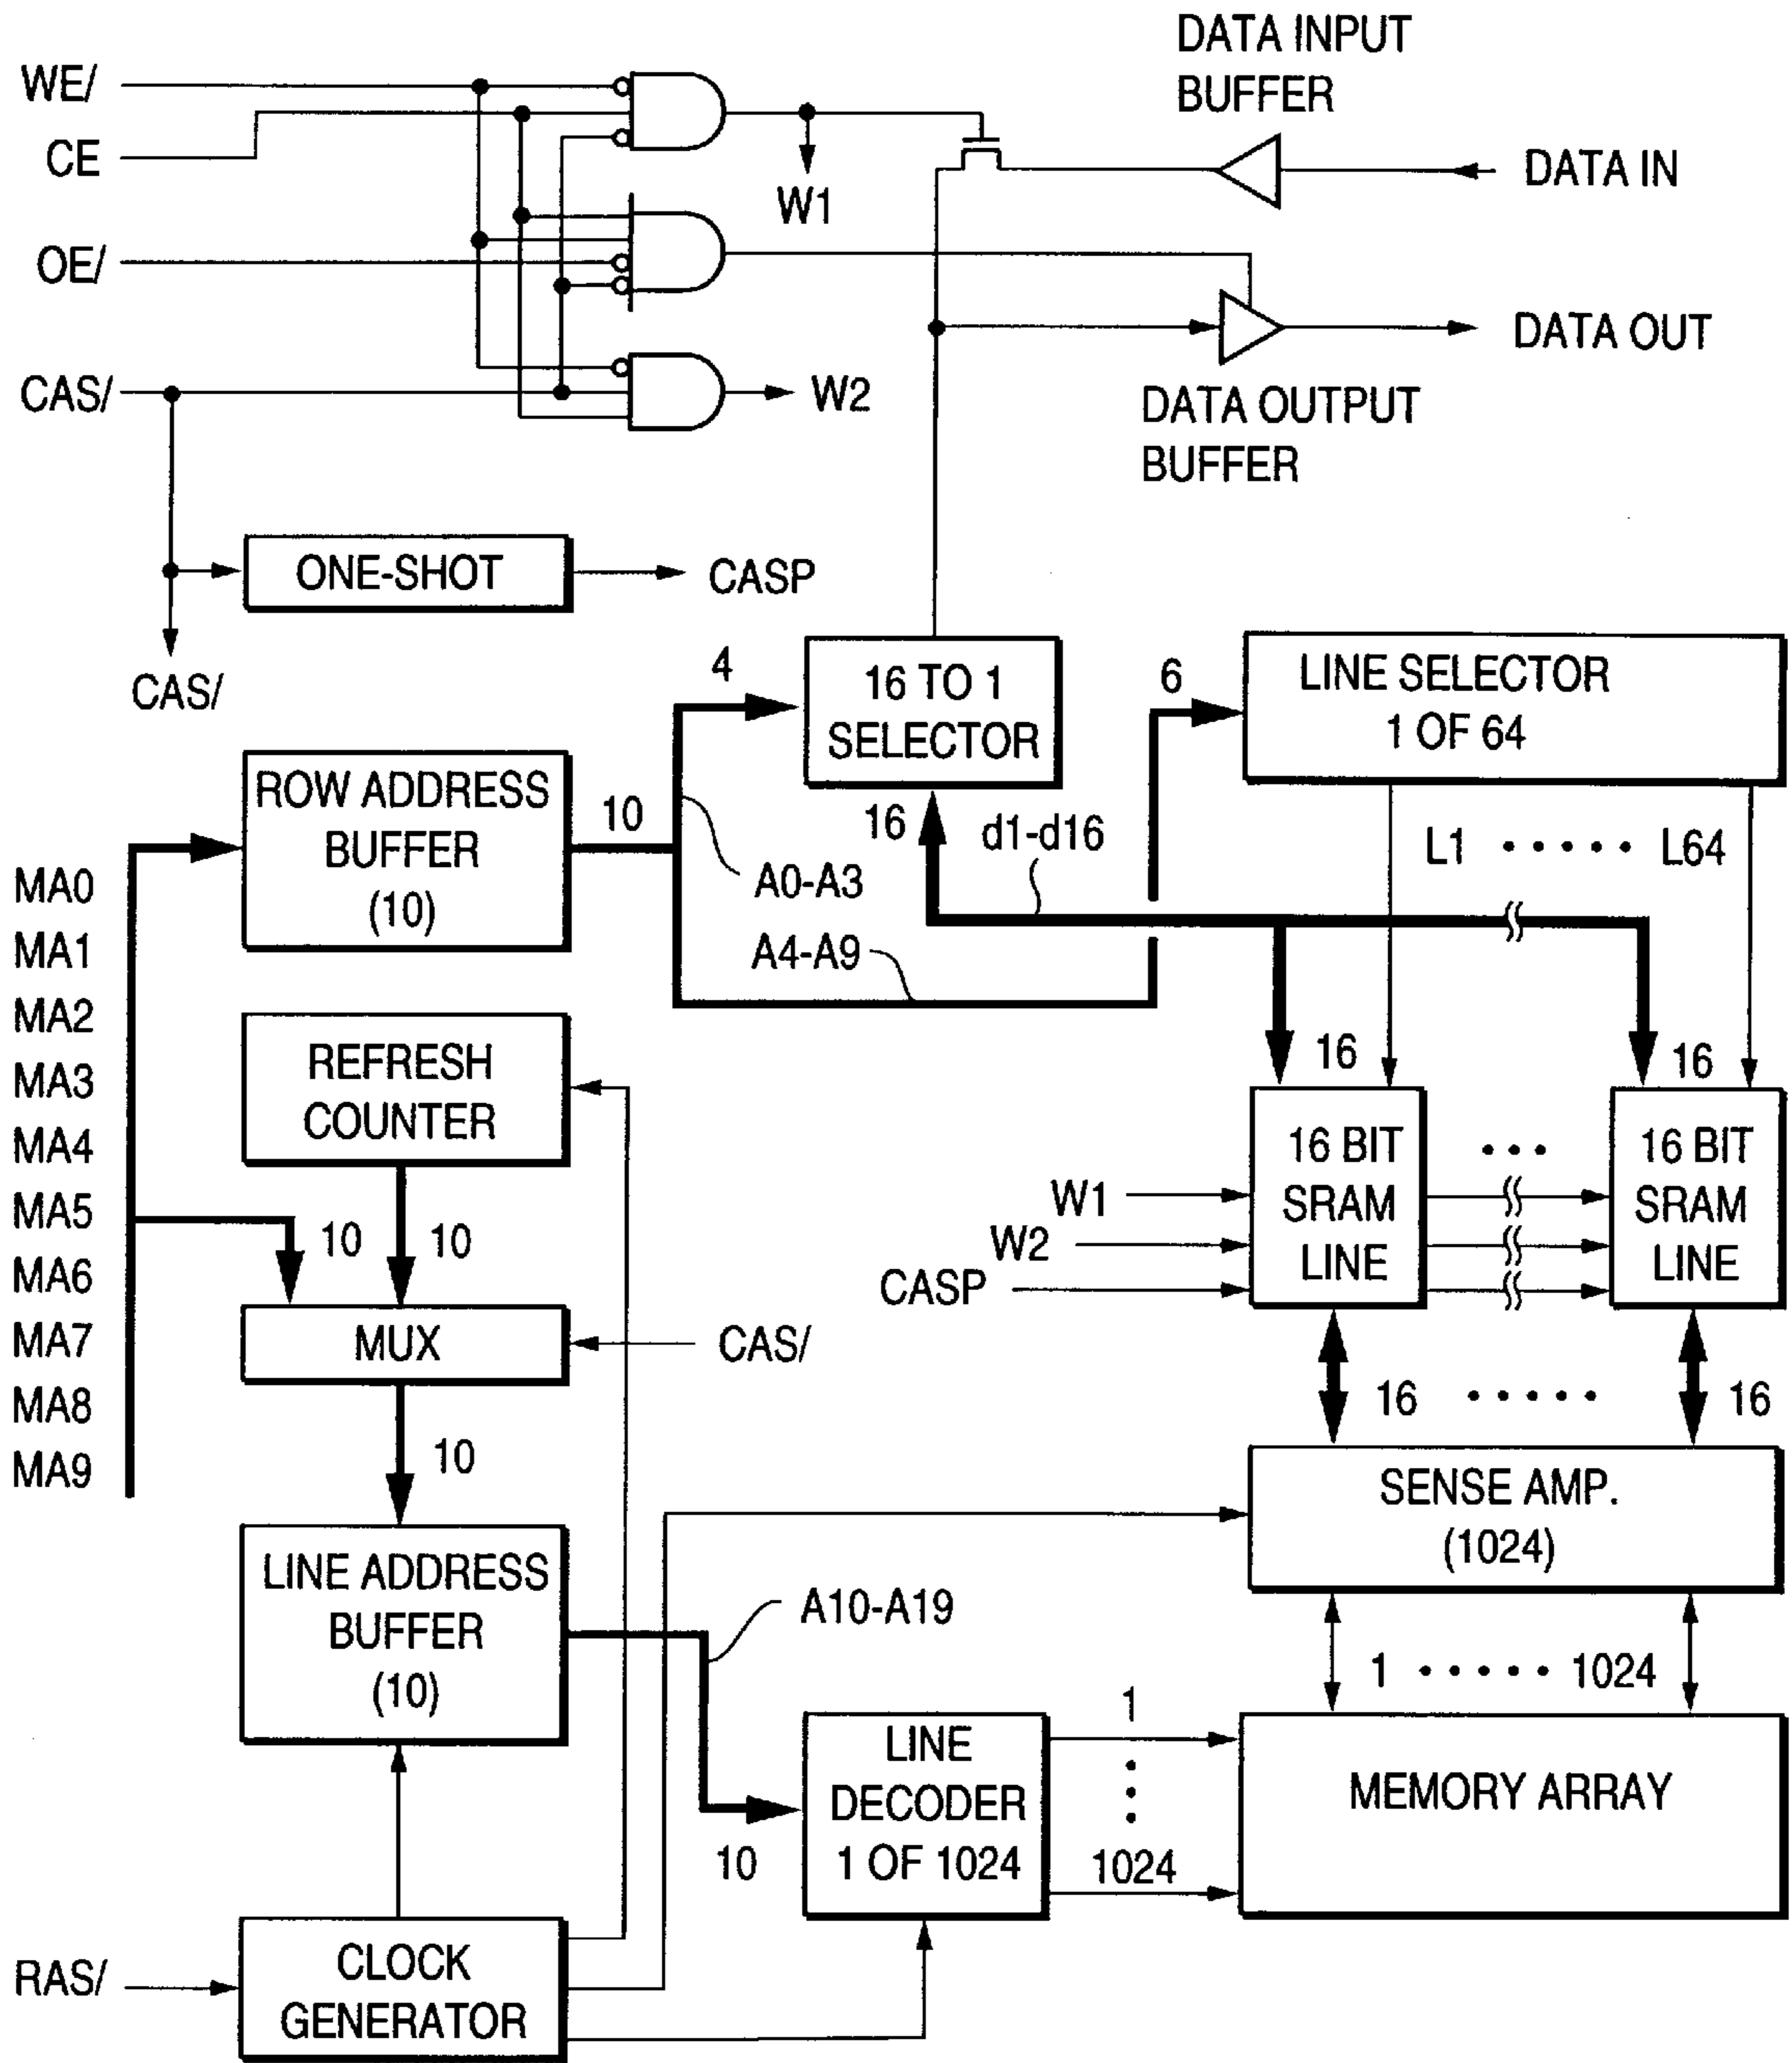 DATA INPUT
BUFFER
WE/
CE
W1
DATA IN
OE/
DATA OUT
CAS/
W2
DATA OUTPUT
BUFFER
ONE-SHOT
CASP
CAS/
4
16 TO 1
SELECTOR
6
LINE SELECTOR
1 OF 64
ROW ADDRESS
BUFFER
(10)
10
16
d1-d16
L1
L64
A0-A3
A4-A9
MA0
MA1
MA2
MA3
MA4
MA5
MA6
MA7
MA8
MA9
REFRESH
COUNTER
10
10
16
16
16 BIT
SRAM
LINE
16 BIT
SRAM
LINE
W1
W2
CASP
MUX
CAS/
16
16
10
SENSE AMP.
(1024)
LINE ADDRESS
BUFFER
(10)
A10-A19
1
1024
10
LINE
DECODER
1 OF 1024
1
1024
MEMORY ARRAY
RAS/
CLOCK
GENERATOR